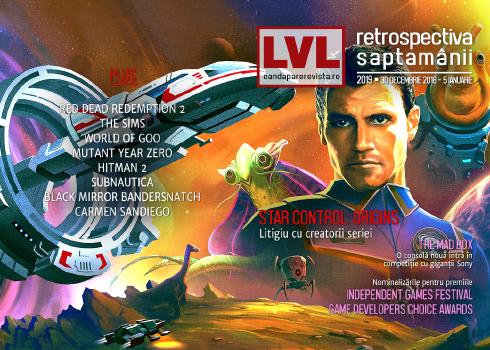 LVL
candaparerevista.ro
retrospectiva
saptamânii
2019 ■ 30 DECEMBRIE 2018 - 5 IANUARIE
PLUS
RED DEAD REDEMPTION 2
THE SIMS
WORLD OF GOO
MUTANT YEAR ZERO
HITMAN 2
SUBNAUTICA
BLACK MIRROR BANDERSNATCH
CARMEN SANDIEGO
STAR CONTROL: ORIGINS
Litigiu cu creatorii seriei
THE MAD BOX
O consolă nouă intră în
competiție cu giganții Sony
Nominalizările pentru premiile
INDEPENDENT GAMES FESTIVAL
GAME DEVELOPERS CHOICE AWARDS